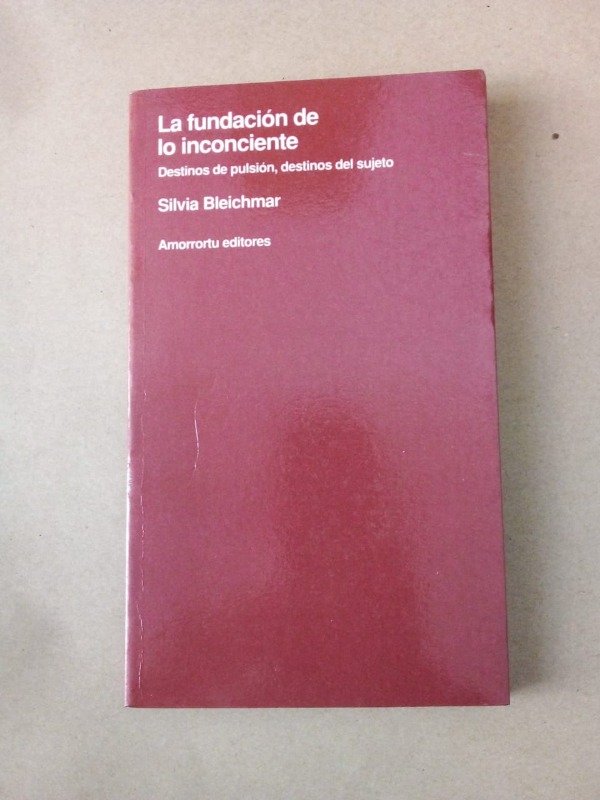 La fundación de
lo inconciente
Destinos de pulsión, destinos del sujeto
Silvia Bleichmar
Amorrortu editores